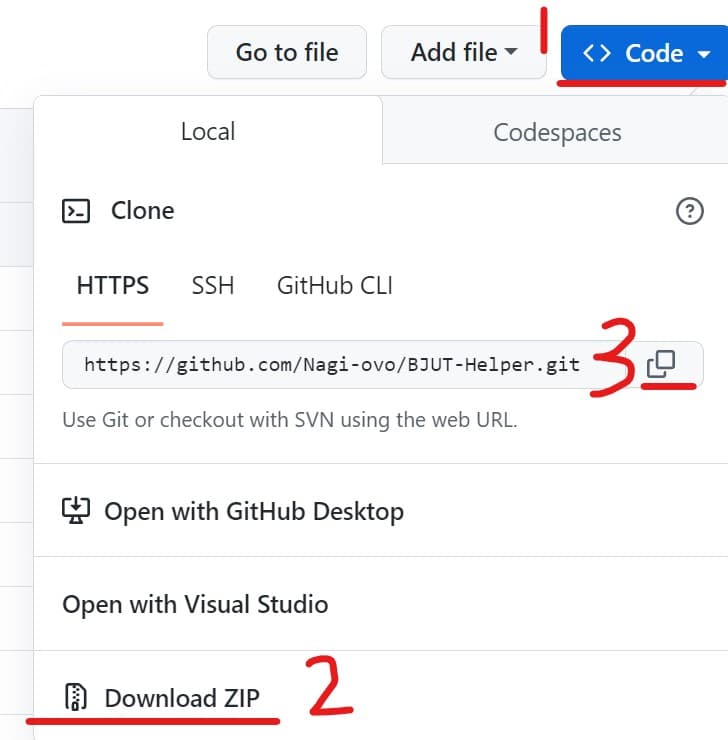 Go to file Add file 1 <> Code
Local Codespaces
Clone
HTTPS SSH GitHub CLI
https://github.com/Nagi-ovo/BJUT-Helper.git 3
Use Git or checkout with SVN using the web URL.
Open with GitHub Desktop
Open with Visual Studio
Download ZIP 2